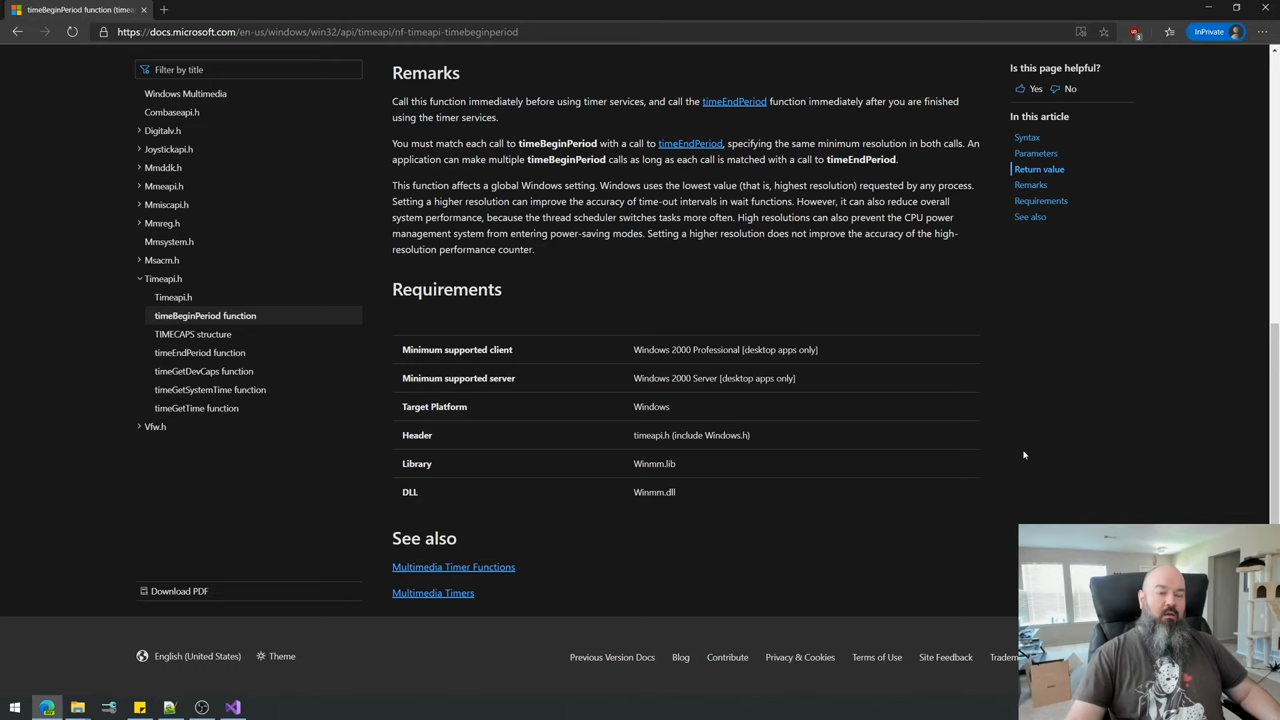 timeBeginPeriod function (timea
https://docs.microsoft.com/en-us/windows/win32/api/timeapi/nf-timeapi-timebeginperiod
3
InPrivate
Filter by title
Windows Multimedia
Combaseapi.h
Digitalv.h
Joystickapi.h
Mmddk.h
Mmeapi.h
Mmiscapi.h
Mmreg.h
Mmsystem.h
Msacm.h
Timeapi.h
Timeapi.h
timeBeginPeriod function
TIMECAPS structure
timeEndPeriod function
timeGetDevCaps function
timeGetSystemTime function
timeGetTime function
Vfw.h
Download PDF
Remarks
Call this function immediately before using timer services, and call the timeEndPeriod function immediately after you are finished
using the timer services.
You must match each call to timeBeginPeriod with a call to timeEndPeriod, specifying the same minimum resolution in both calls. An
application can make multiple timeBeginPeriod calls as long as each call is matched with a call to timeEndPeriod.
This function affects a global Windows setting. Windows uses the lowest value (that is, highest resolution) requested by any process.
Setting a higher resolution can improve the accuracy of time-out intervals in wait functions. However, it can also reduce overall
system performance, because the thread scheduler switches tasks more often. High resolutions can also prevent the CPU power
management system from entering power-saving modes. Setting a higher resolution does not improve the accuracy of the high-
resolution performance counter.
Requirements
Minimum supported client Windows 2000 Professional [desktop apps only]
Minimum supported server Windows 2000 Server [desktop apps only]
Target Platform Windows
Header timeapi.h (include Windows.h)
Library Winmm.lib
DLL Winmm.dll
See also
Multimedia Timer Functions
Multimedia Timers
Is this page helpful?
Yes No
In this article
Syntax
Parameters
Return value
Remarks
Requirements
See also
English (United States) Theme
Previous Version Docs Blog Contribute Privacy & Cookies Terms of Use Site Feedback Tradem